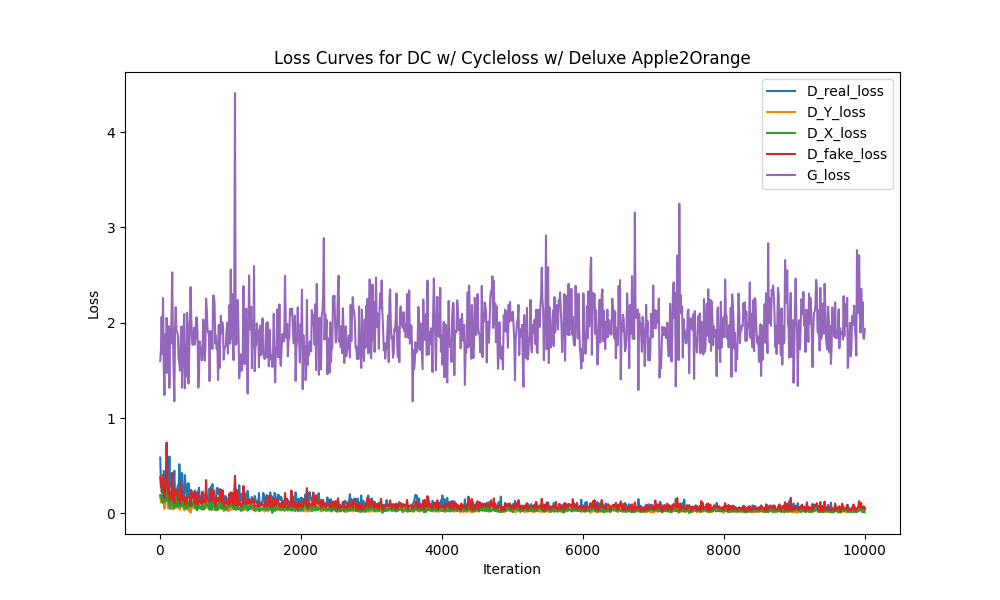 Loss Curves for DC w/ Cycleloss w/ Deluxe Apple2Orange
D_real_loss
D_Y_loss
D_X_loss
D_fake_loss
G_loss
4
3
2
1
0
Loss
0 2000 4000 6000 8000 10000
Iteration